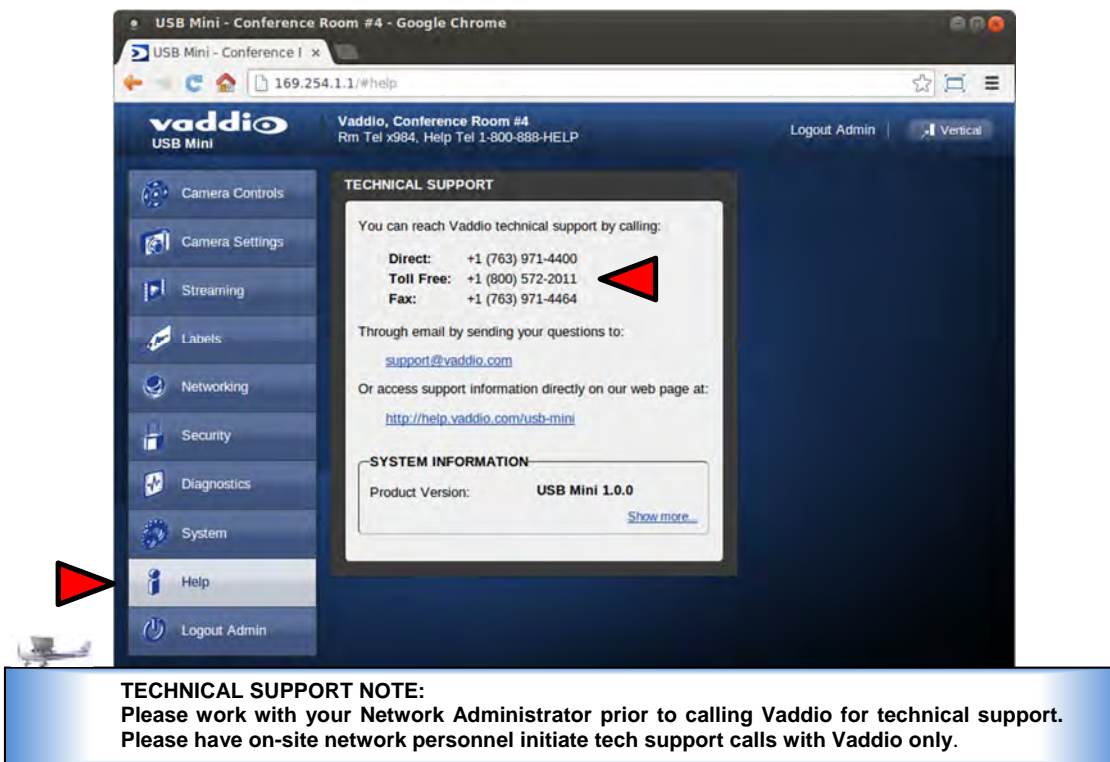 USB Mini - Conference Room #4 - Google Chrome
USB Mini - Conference I
169.254.1.1/#help
vaddio
USB Mini
Vaddio, Conference Room #4
Rm Tel x984, Help Tel 1-800-888-HELP
Logout Admin
Vertical
Camera Controls
Camera Settings
Streaming
Labels
Networking
Security
Diagnostics
System
Help
Logout Admin
TECHNICAL SUPPORT
You can reach Vaddio technical support by calling:
Direct: +1 (763) 971-4400
Toll Free: +1 (800) 572-2011
Fax: +1 (763) 971-4464
Through email by sending your questions to:
support@vaddio.com
Or access support information directly on our web page at:
http://help.vaddio.com/usb-mini
SYSTEM INFORMATION
Product Version: USB Mini 1.0.0
Show more...
TECHNICAL SUPPORT NOTE:
Please work with your Network Administrator prior to calling Vaddio for technical support.
Please have on-site network personnel initiate tech support calls with Vaddio only.